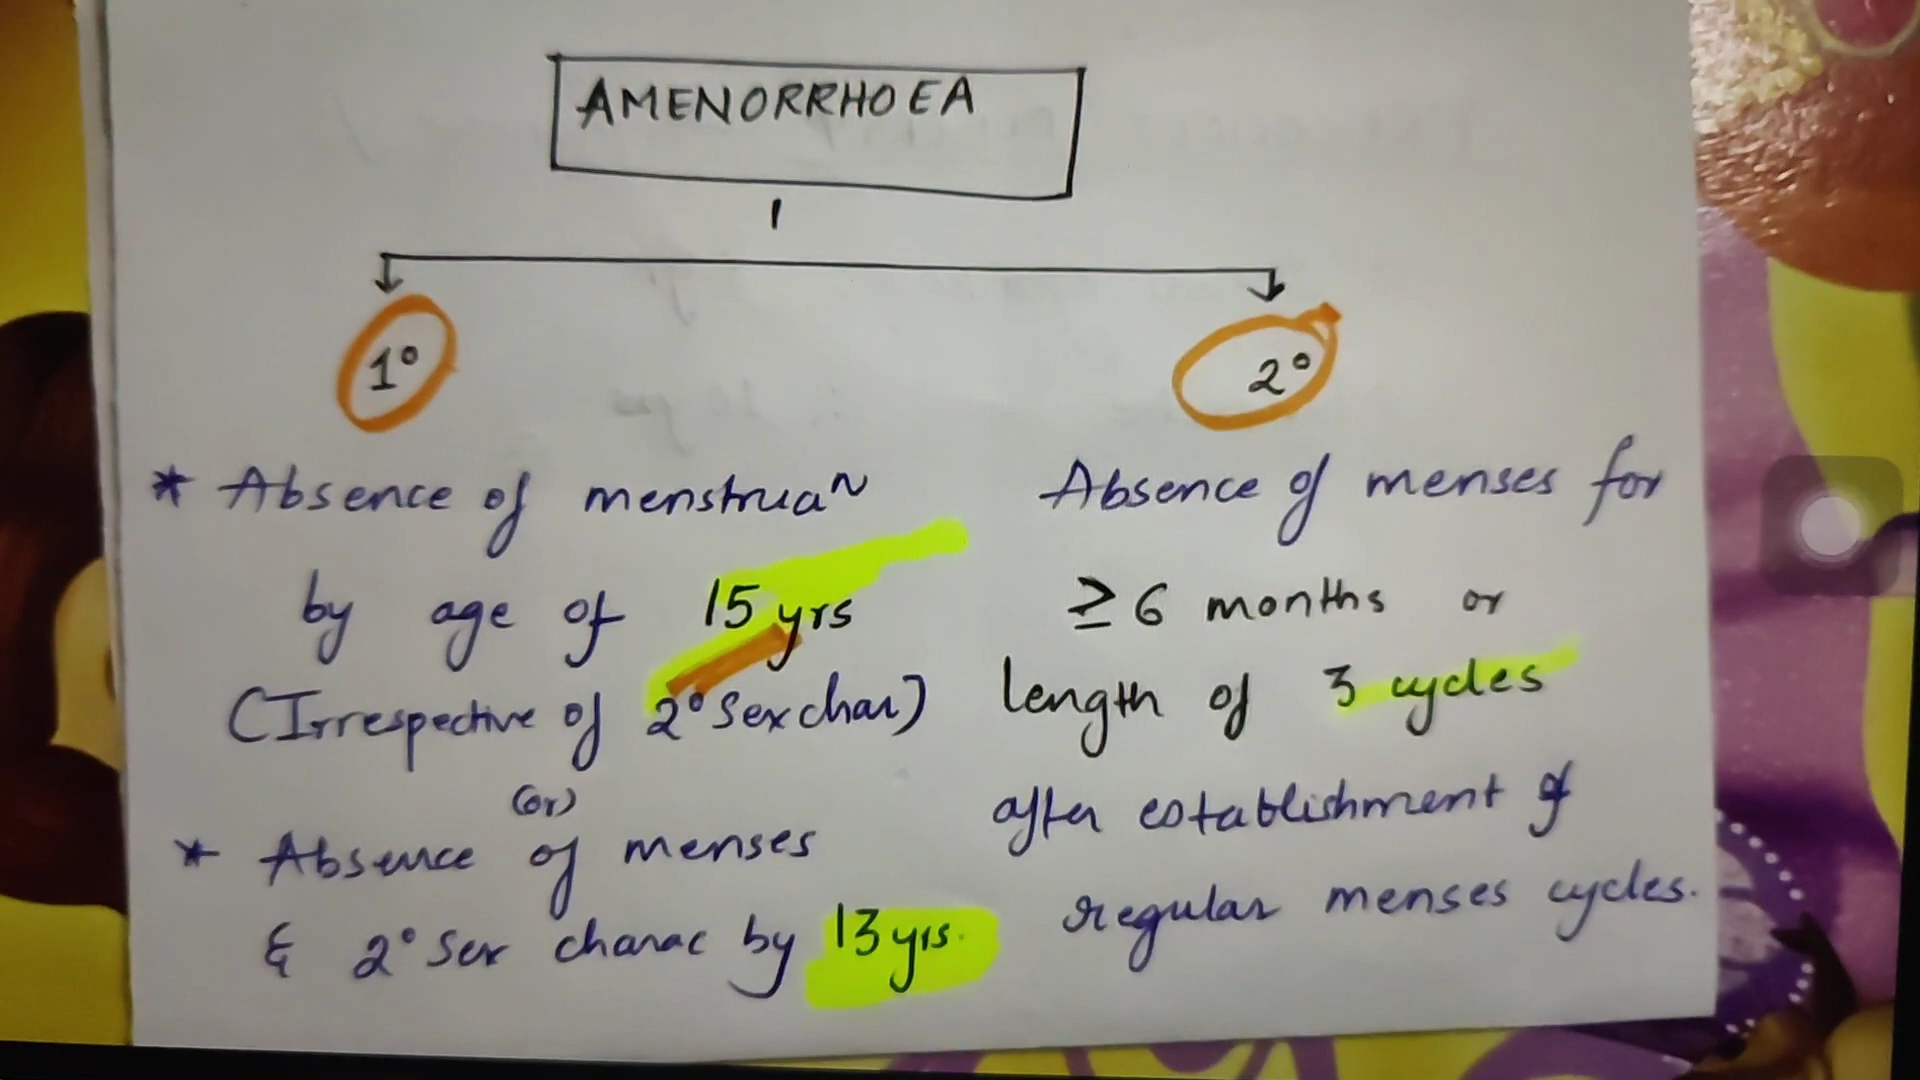 AMENORRHOEA
1°
2°
* Absence of menstrua~
by age of 15 yrs
(Irrespective of 2° Sex char)
(or)
* Absence of menses
& 2° Sex charac by 13 yrs.
Absence of menses for
≥ 6 months or
length of 3 cycles
after establishment of
regular menses cycles.